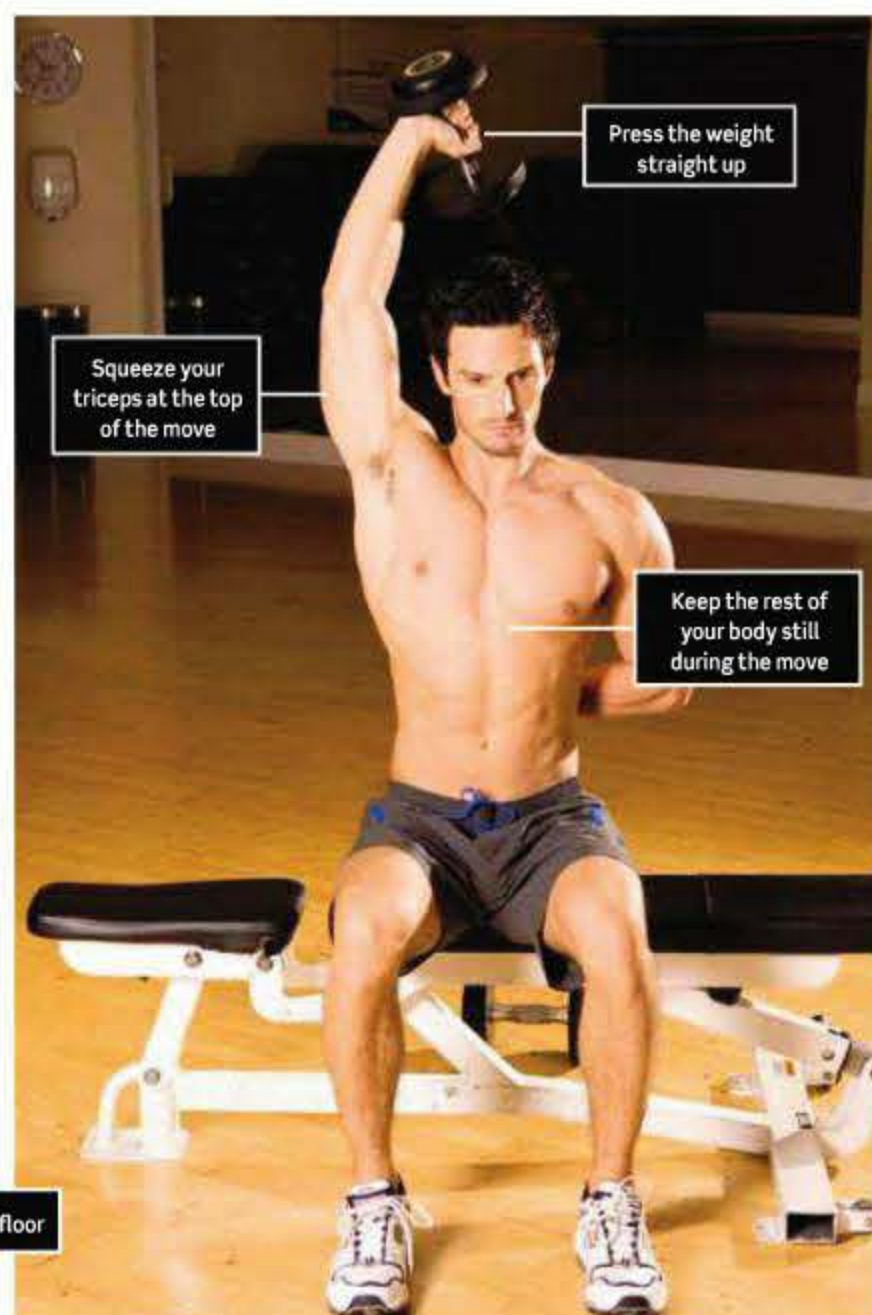 Press the weight
straight up
Squeeze your
triceps at the top
of the move
Keep the rest of
your body still
during the move
floor